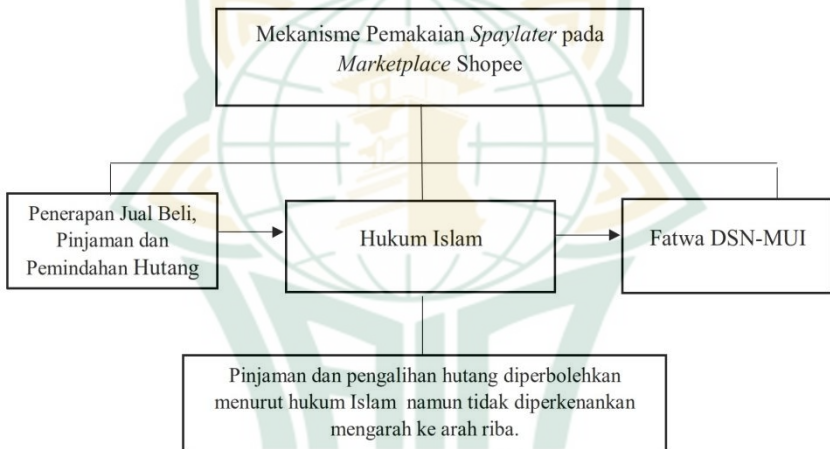 Mekanisme Pemakaian Spaylater pada
Marketplace Shopee
Penerapan Jual Beli,
Pinjaman dan
Pemindahan Hutang
Hukum Islam
Fatwa DSN-MUI
Pinjaman dan pengalihan hutang diperbolehkan
menurut hukum Islam namun tidak diperkenankan
mengarah ke arah riba.